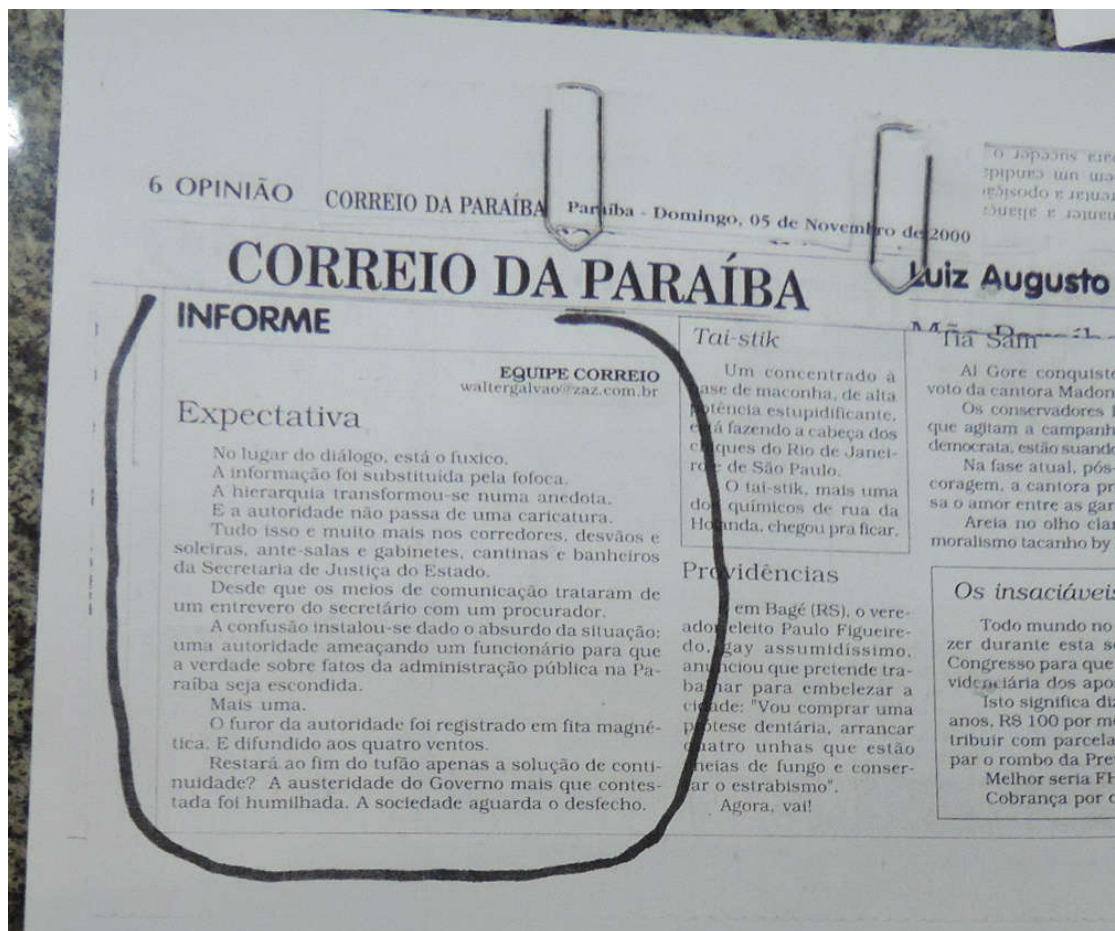 6 OPINIÃO CORREIO DA PARAÍBA Paraíba - Domingo, 05 de Novembro de 2000
CORREIO DA PARAÍBA
INFORME
EQUIPE CORREIO
waltergalvao@zaz.com.br
Expectativa
No lugar do diálogo, está o fuxico.
A informação foi substituída pela fofoca.
A hierarquia transformou-se numa anedota.
E a autoridade não passa de uma caricatura.
Tudo isso e muito mais nos corredores, desvãos e
soleiras, ante-salas e gabinetes, cantinas e banheiros
da Secretaria de Justiça do Estado.
Desde que os meios de comunicação trataram de
um entrevero do secretário com um procurador.
A confusão instalou-se dado o absurdo da situação:
uma autoridade ameaçando um funcionário para que
a verdade sobre fatos da administração pública na Pa-
raíba seja escondida.
Mais uma.
O furor da autoridade foi registrado em fita magné-
tica. E difundido aos quatro ventos.
Restará ao fim do tufão apenas a solução de conti-
nuidade? A austeridade do Governo mais que contes-
tada foi humilhada. A sociedade aguarda o desfecho.
Tai-stik
Um concentrado à
base de maconha, de alta
potência estupidificante,
está fazendo a cabeça dos
chiques do Rio de Janei-
ro e de São Paulo.
O tai-stik, mais uma
dos químicos de rua da
Holanda, chegou pra ficar.
Providências
em Bagé (RS), o vere-
ador eleito Paulo Figueire-
do, gay assumidíssimo,
anunciou que pretende tra-
balhar para embelezar a
cidade: "Vou comprar uma
prótese dentária, arrancar
quatro unhas que estão
cheias de fungo e conser-
var o estrabismo".
Agora, vai!
Luiz Augusto
Tia Sam
Al Gore conquisto
voto da cantora Madon
Os conservadores
que agitam a campanh
democrata, estão suando
Na fase atual, pós-
coragem, a cantora pr
sa o amor entre as gar
Areia no olho cla
moralismo tacanho by
Os insaciáveis
Todo mundo no
zer durante esta s
Congresso para que
videnciária dos apo
Isto significa diz
anos, R$ 100 por m
tribuir com parcela
par o rombo da Prev
Melhor seria FH
Cobrança por